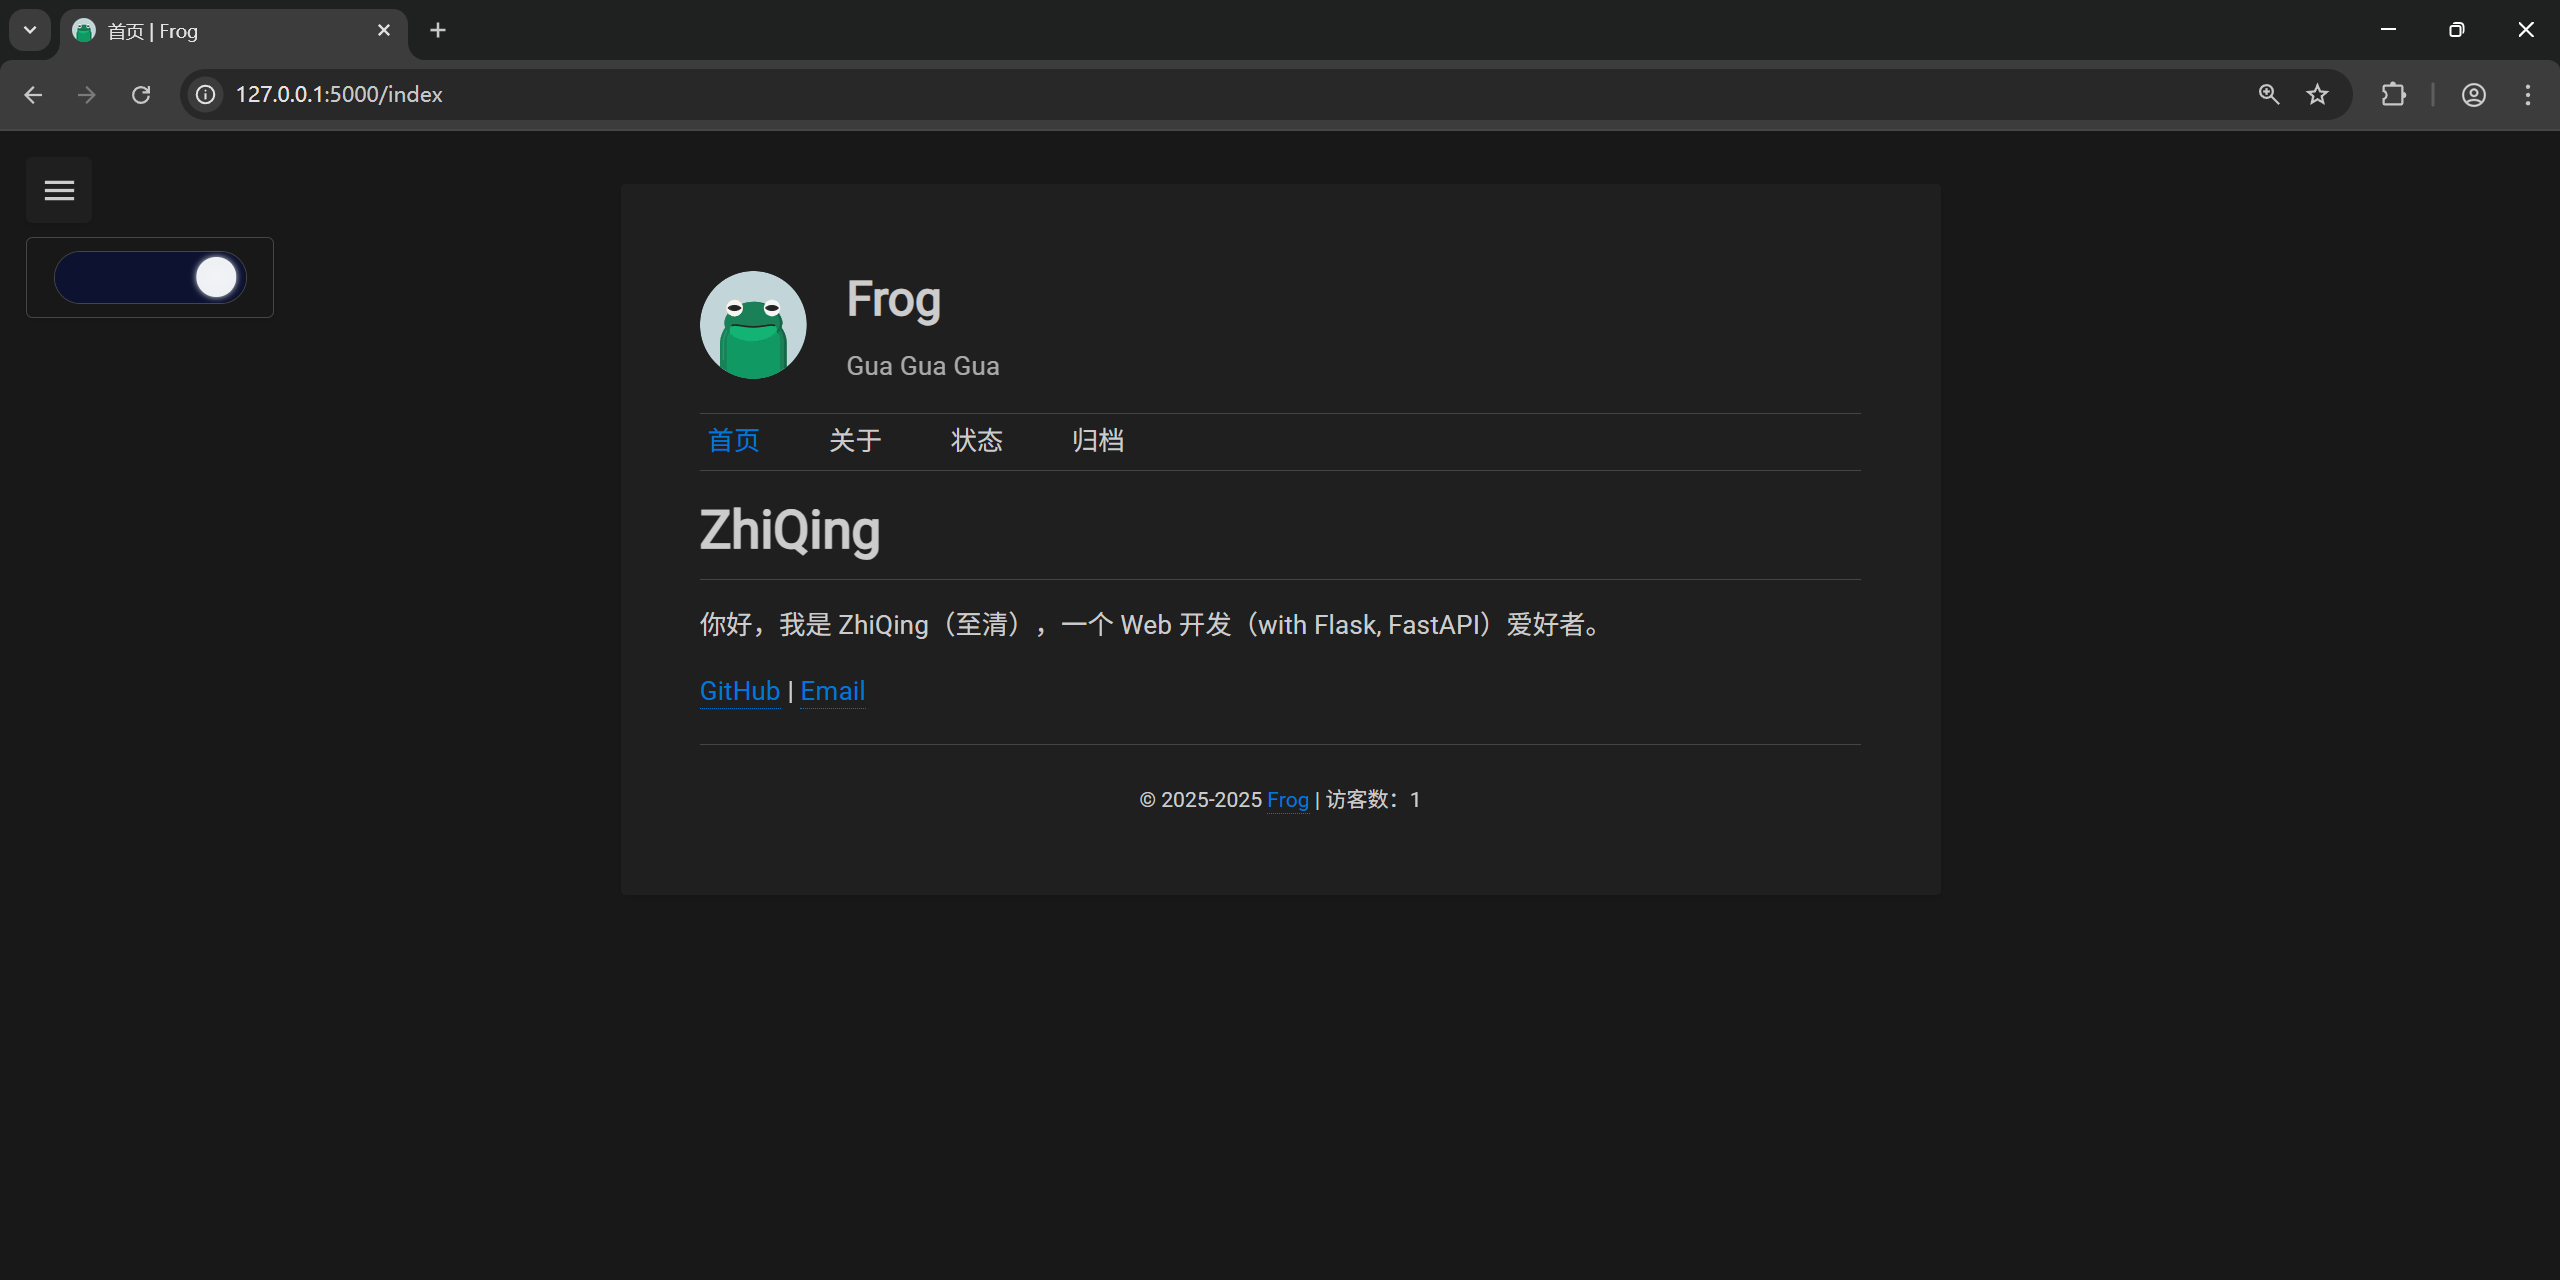 首页 | Frog
127.0.0.1:5000/index
Frog
Gua Gua Gua
首页 关于 状态 归档
ZhiQing
你好，我是 ZhiQing（至清），一个 Web 开发（with Flask, FastAPI）爱好者。
GitHub | Email
© 2025-2025 Frog | 访客数：1